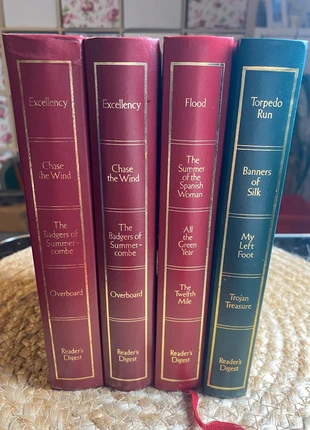 Excellency
Chase
the Wind
The
Badgers of
Summer-
combe
Overboard
Reader's
Digest
Excellency
Chase
the Wind
The
Badgers of
Summer-
combe
Overboard
Reader's
Digest
Flood
The
Summer
of the
Spanish
Woman
All
the
Green
Year
The
Twelfth
Mile
Reader's
Digest
Torpedo
Run
Banners
of
Silk
My
Left
Foot
Trojan
Treasure
Reader's
Digest